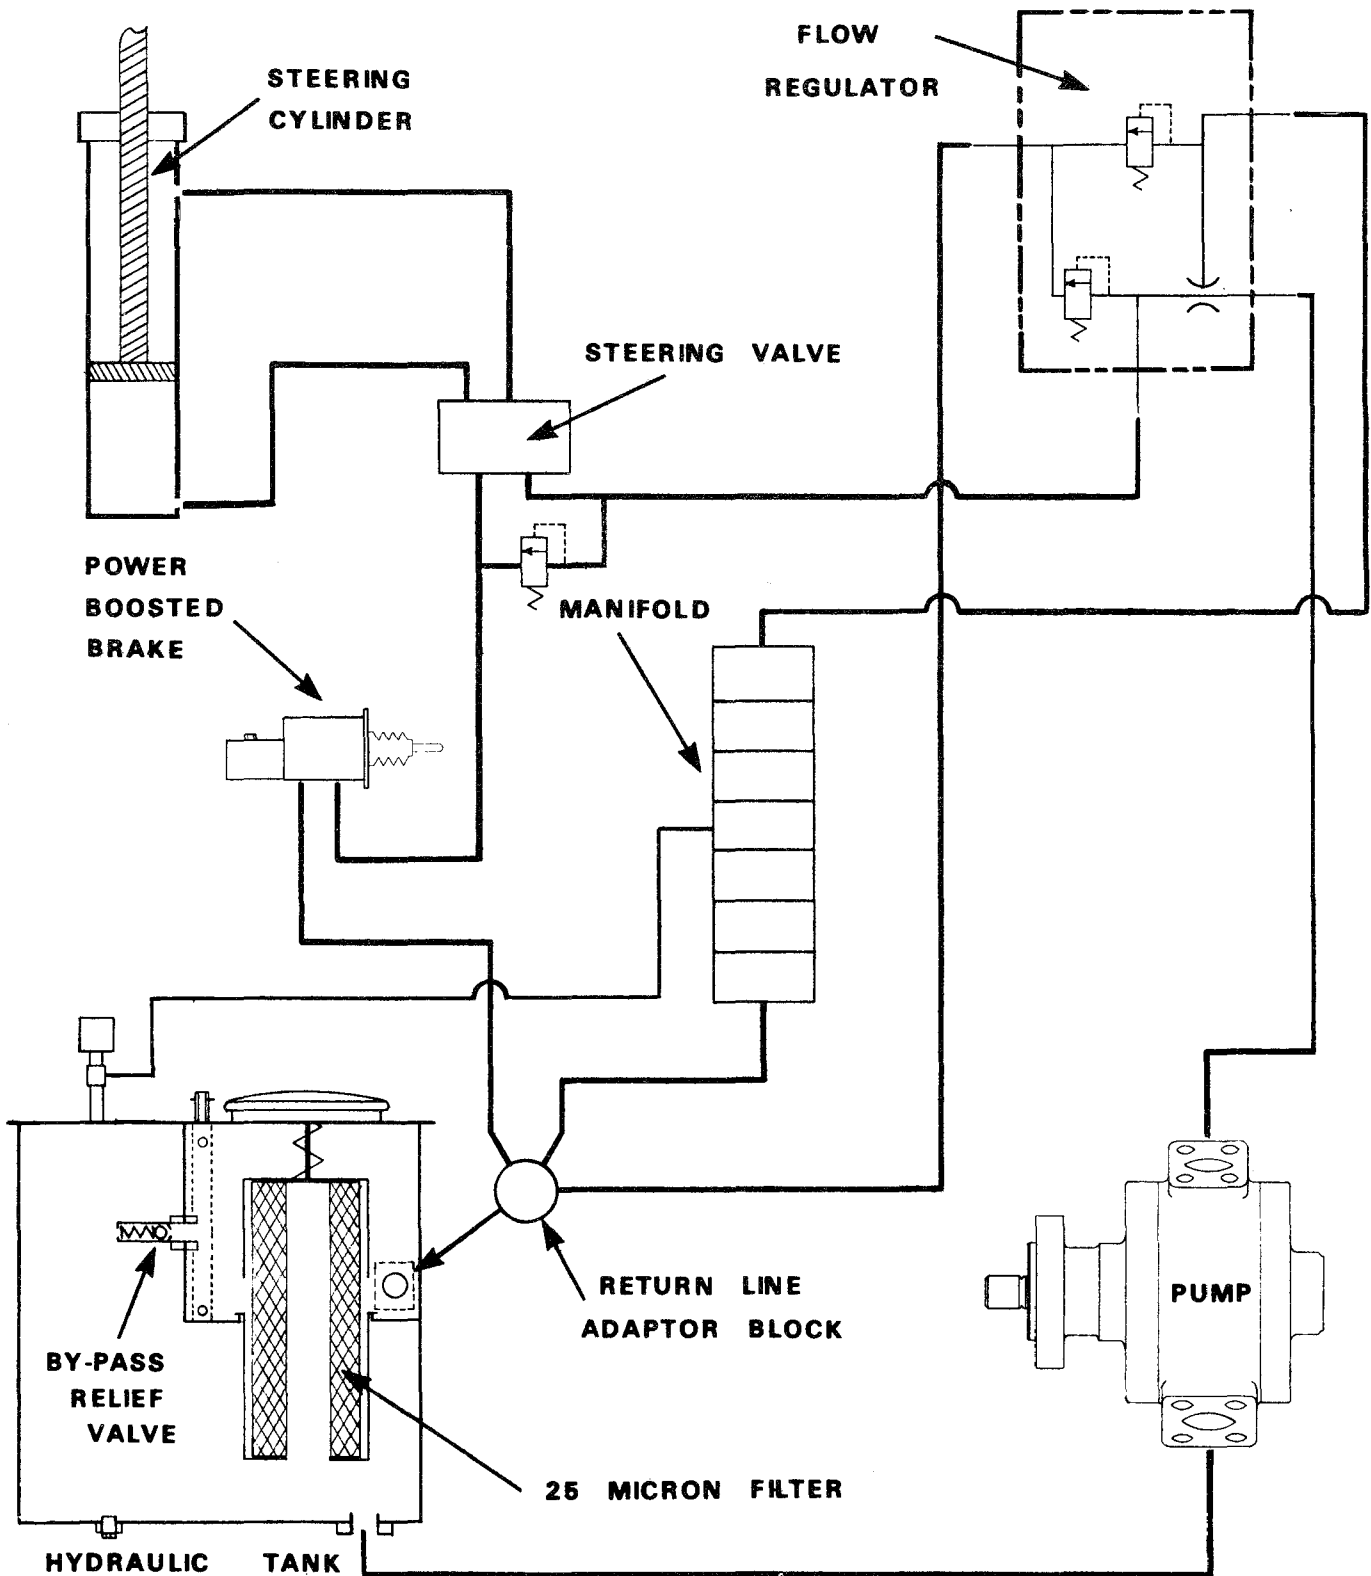 FLOW
REGULATOR
STEERING
CYLINDER
STEERING VALVE
POWER
BOOSTED
BRAKE
MANIFOLD
RETURN LINE
ADAPTOR BLOCK
PUMP
BY-PASS
RELIEF
VALVE
25 MICRON FILTER
HYDRAULIC TANK